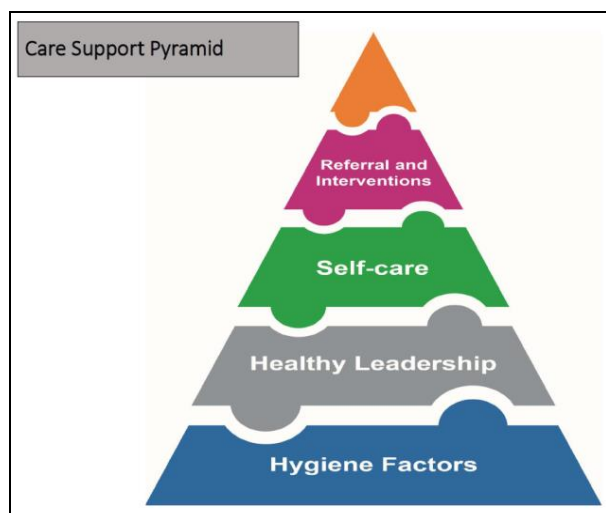 Care Support Pyramid
Referral and
Interventions
Self-care
Healthy Leadership
Hygiene Factors